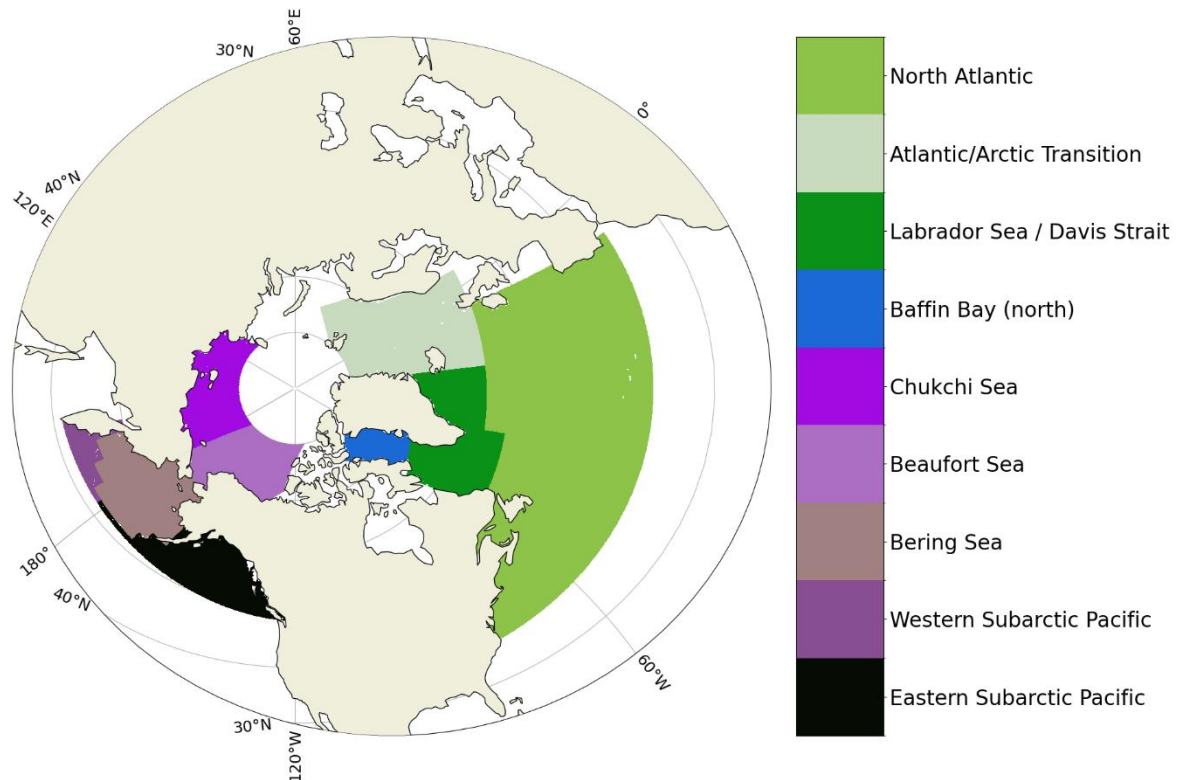 60°E
30°N
0°
40°N
120°E
180°
40°N
60°W
30°N
120°W
North Atlantic
Atlantic/Arctic Transition
Labrador Sea / Davis Strait
Baffin Bay (north)
Chukchi Sea
Beaufort Sea
Bering Sea
Western Subarctic Pacific
Eastern Subarctic Pacific